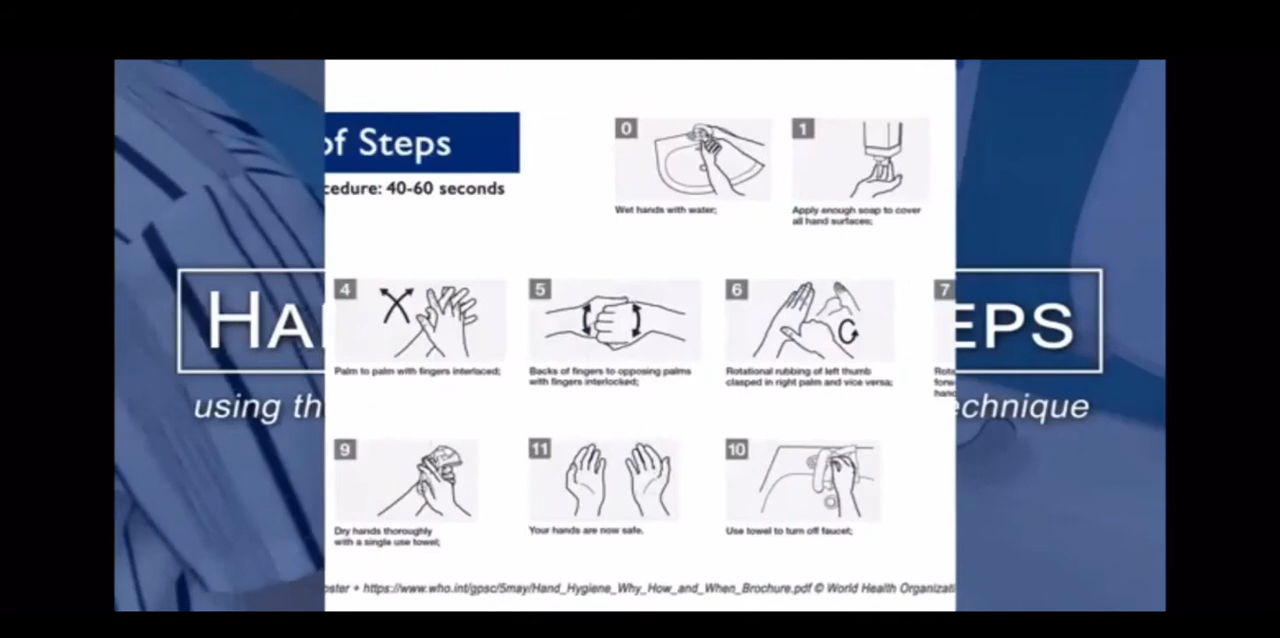 of Steps
cedure: 40-60 seconds
0
Wet hands with water;
1
Apply enough soap to cover
all hand surfaces;
4
Palm to palm with fingers interlaced;
5
Backs of fingers to opposing palms
with fingers interlocked;
6
Rotational rubbing of left thumb
clasped in right palm and vice versa;
7
Rota
forw
hand
HA
EPS
using th
echnique
9
Dry hands thoroughly
with a single use towel;
11
Your hands are now safe.
10
Use towel to turn off faucet;
oster + https://www.who.int/gpsc/5may/Hand_Hygiene_Why_How_and_When_Brochure.pdf © World Health Organizati